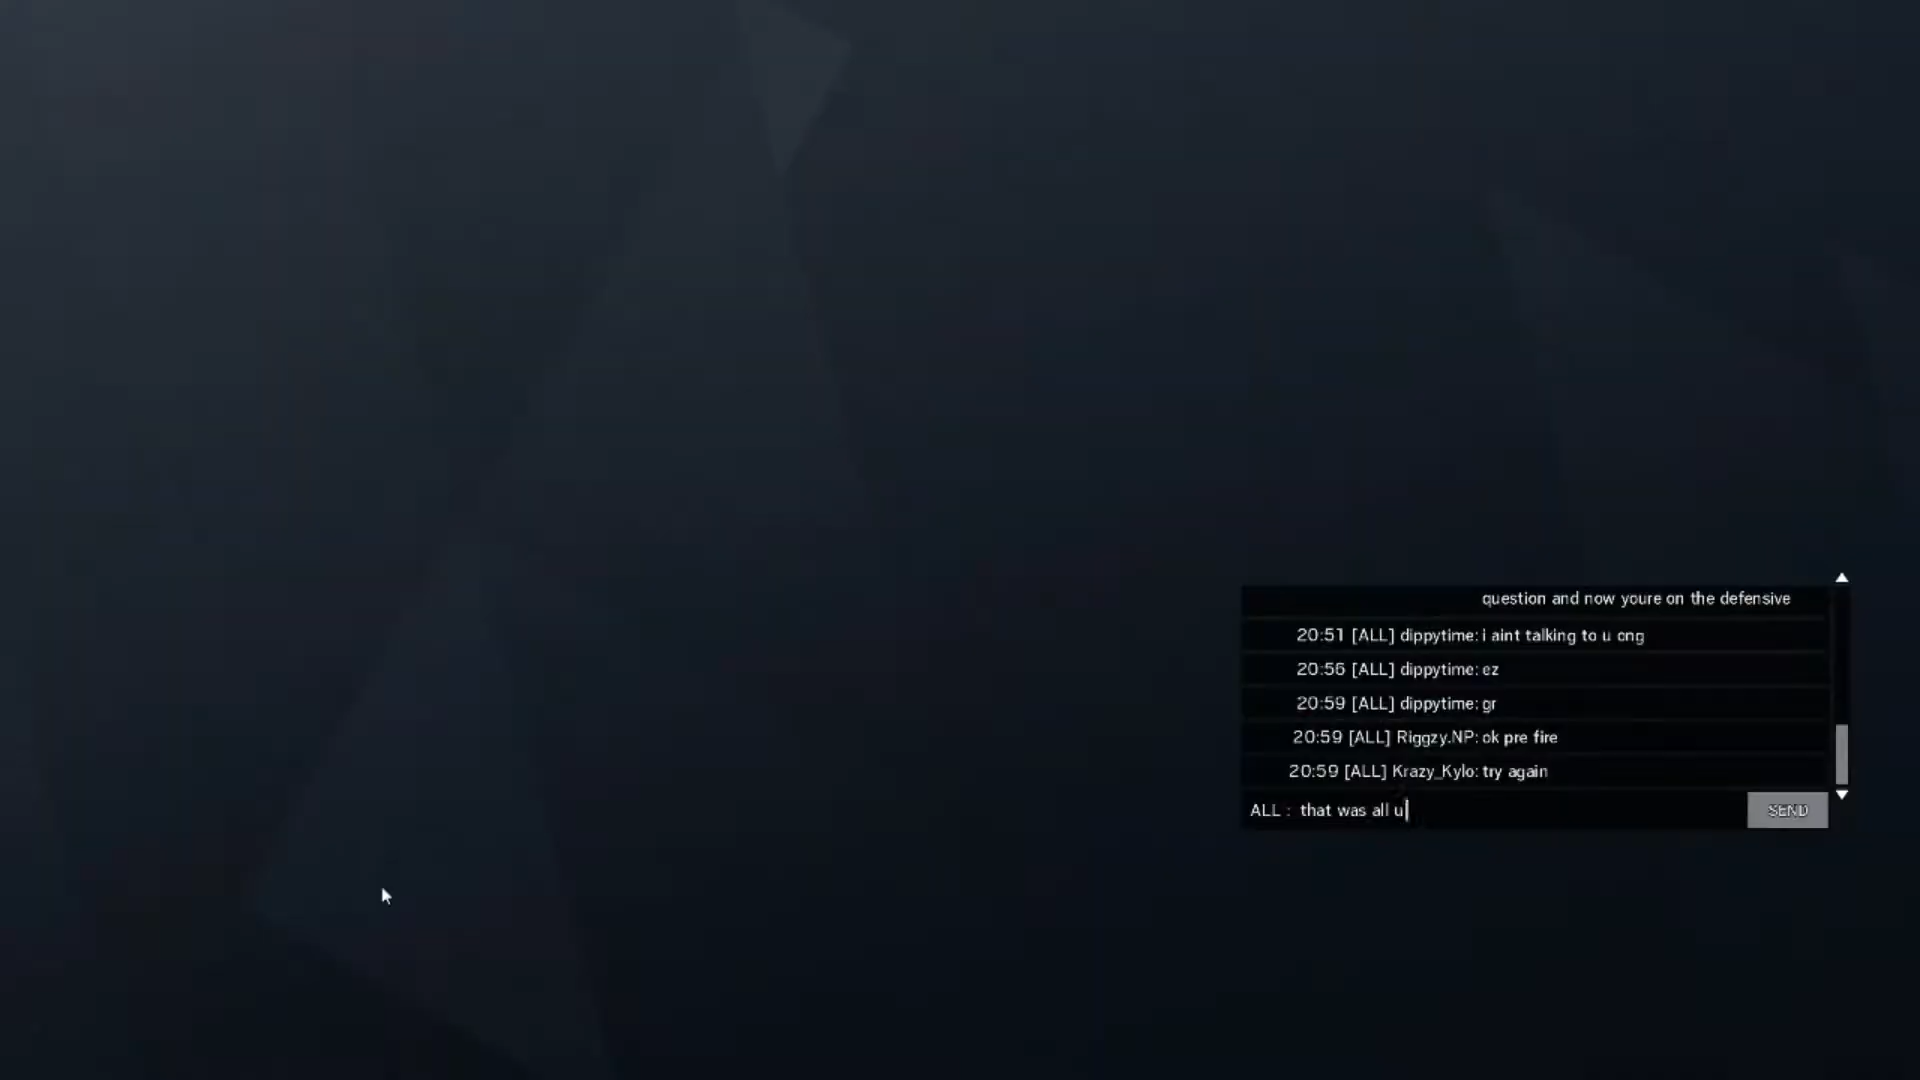 question and now youre on the defensive
20:51 [ALL] dippytime: i aint talking to u cng
20:56 [ALL] dippytime: ez
20:59 [ALL] dippytime: gr
20:59 [ALL] Riggzy.NP: ok pre fire
20:59 [ALL] Krazy_Kylo: try again
ALL : that was all u
SEND